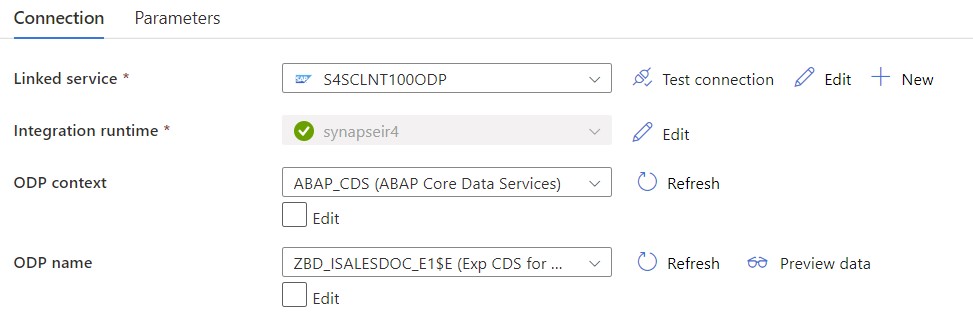 Connection Parameters
Linked service * SAP S4SCLNT100ODP Test connection Edit New
Integration runtime * synapseir4 Edit
ODP context ABAP_CDS (ABAP Core Data Services) Refresh
Edit
ODP name ZBD_ISALESDOC_E1$E (Exp CDS for ... Refresh Preview data
Edit